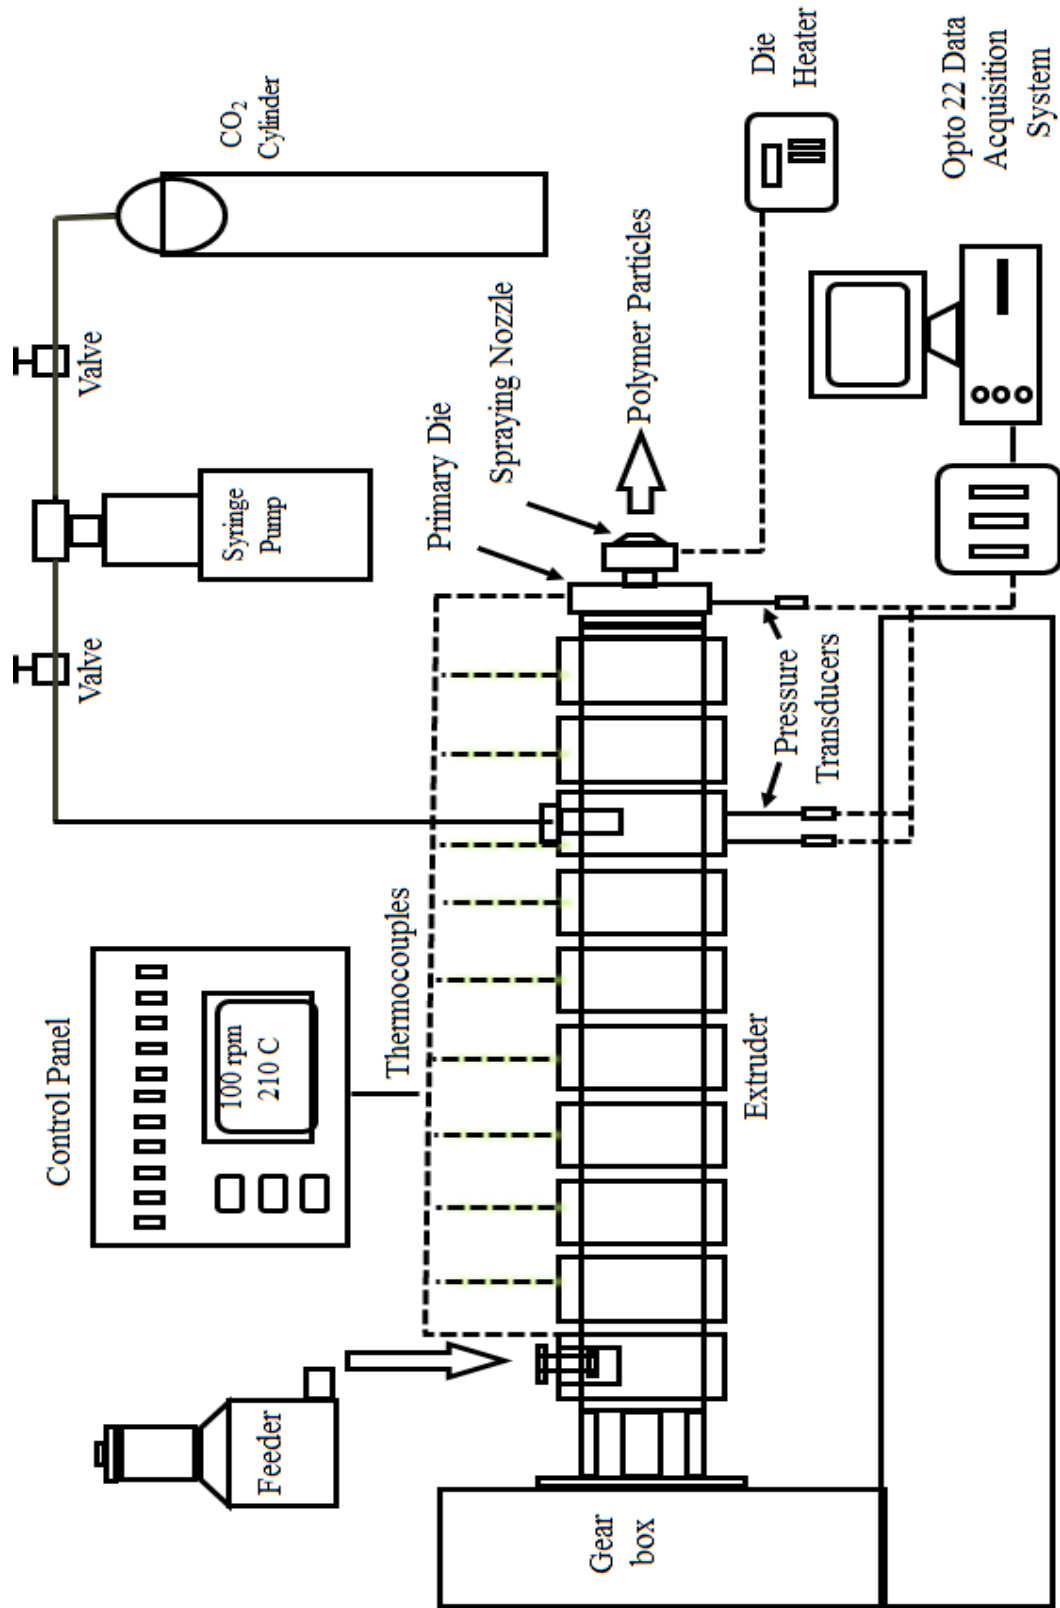 CO₂
Cylinder
Valve
Syringe
Pump
Valve
Control Panel
100 rpm
210 C
Feeder
Thermocouples
Primary Die
Spraying Nozzle
Polymer Particles
Die
Heater
Gear
box
Extruder
Pressure
Transducers
Opto 22 Data
Acquisition
System